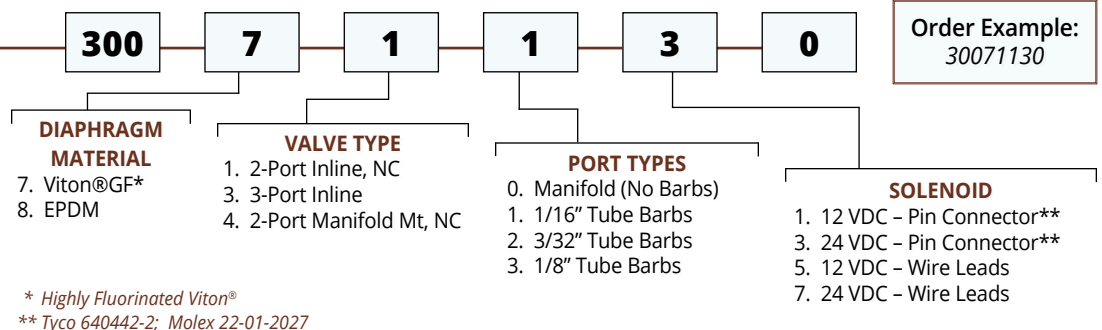 300 7 1 1 3 0
Order Example:
30071130
DIAPHRAGM
MATERIAL
7. Viton®GF*
8. EPDM
VALVE TYPE
1. 2-Port Inline, NC
3. 3-Port Inline
4. 2-Port Manifold Mt, NC
PORT TYPES
0. Manifold (No Barbs)
1. 1/16” Tube Barbs
2. 3/32” Tube Barbs
3. 1/8” Tube Barbs
SOLENOID
1. 12 VDC – Pin Connector**
3. 24 VDC – Pin Connector**
5. 12 VDC – Wire Leads
7. 24 VDC – Wire Leads
* Highly Fluorinated Viton®
** Tyco 640442-2; Molex 22-01-2027